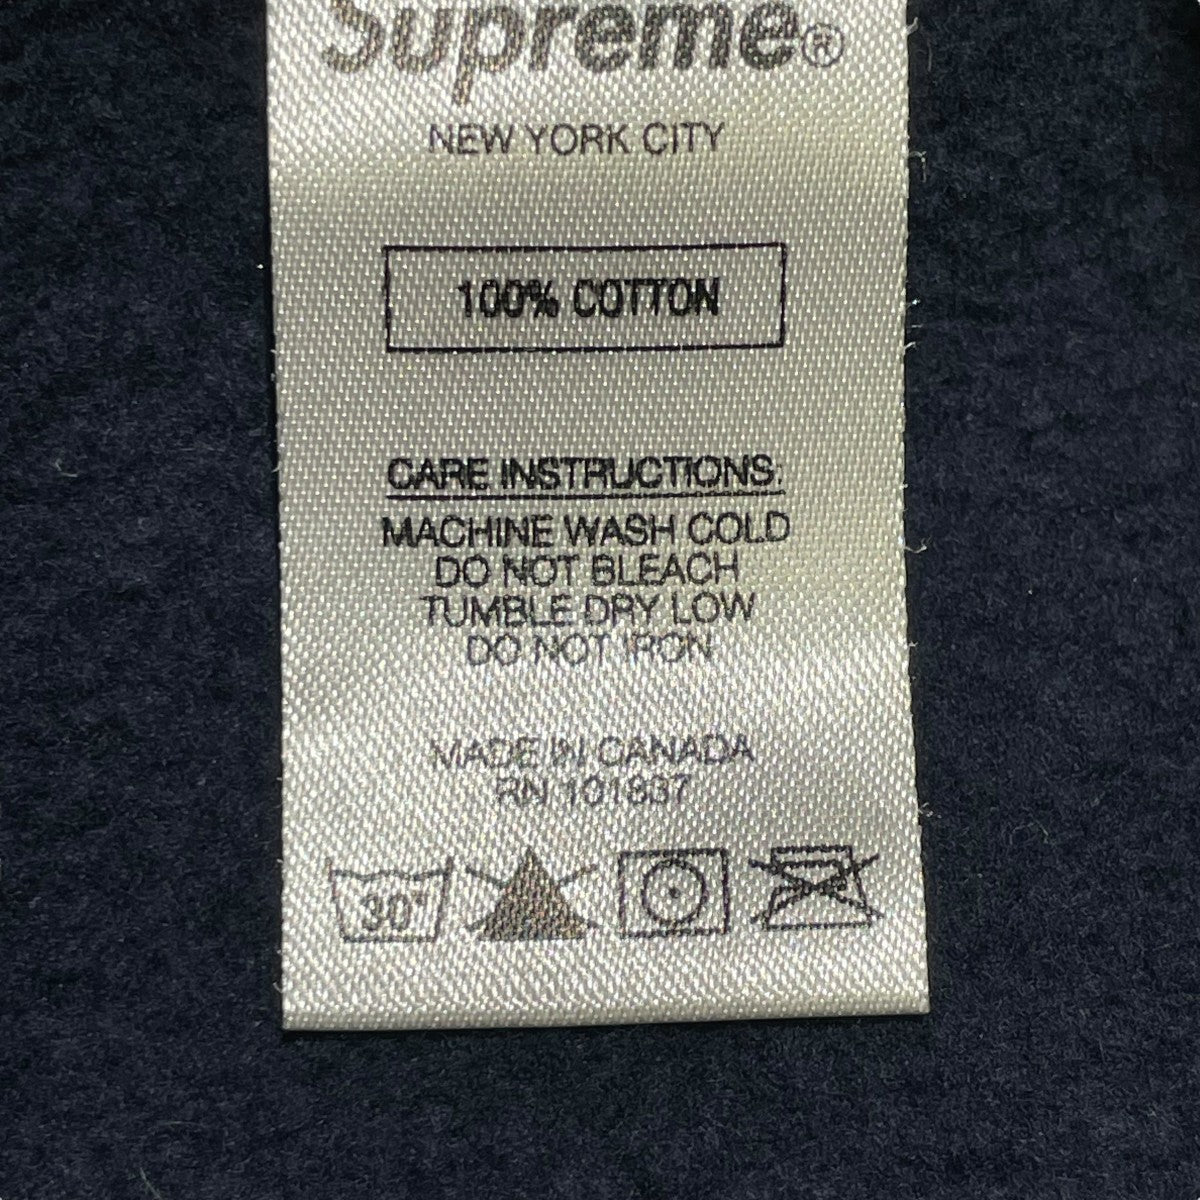 Supreme®
NEW YORK CITY
100% COTTON
CARE INSTRUCTIONS:
MACHINE WASH COLD
DO NOT BLEACH
TUMBLE DRY LOW
DO NOT IRON
MADE IN CANADA
RN 101837
30°